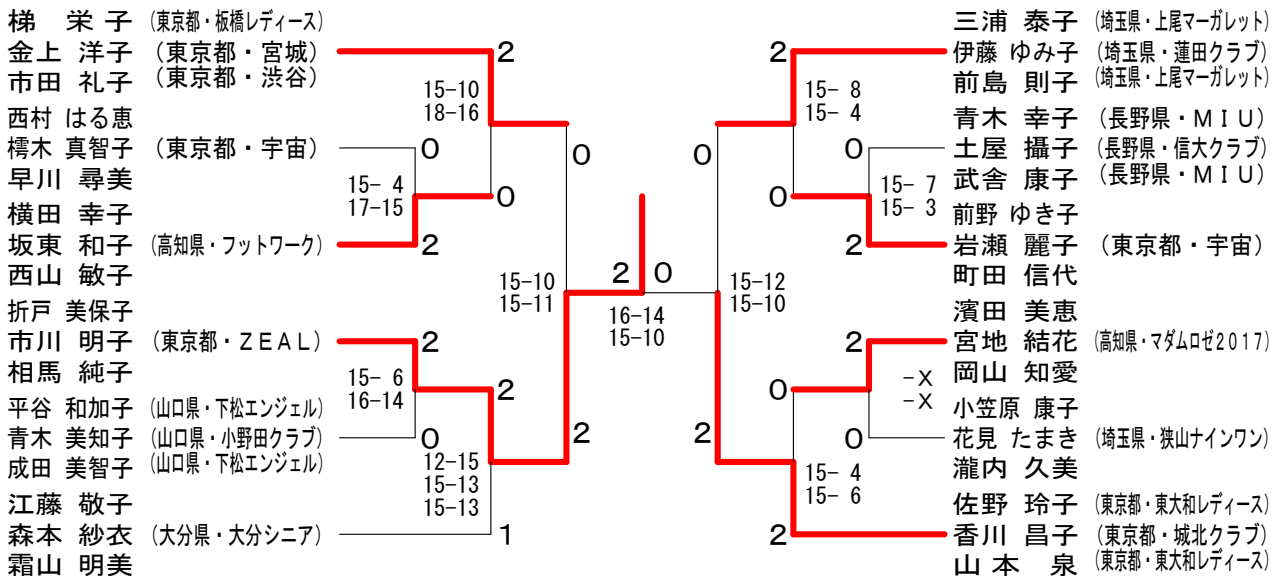 梯 栄子 (東京都・板橋レディース)
金上 洋子 (東京都・宮城)
市田 礼子 (東京都・渋谷)
西村 はる恵
樗木 真智子 (東京都・宇宙)
早川 尋美
横田 幸子
坂東 和子 (高知県・フットワーク)
西山 敏子
折戸 美保子
市川 明子 (東京都・ZEAL)
相馬 純子
平谷 和加子 (山口県・下松エンジェル)
青木 美知子 (山口県・小野田クラブ)
成田 美智子 (山口県・下松エンジェル)
江藤 敬子
森本 紗衣 (大分県・大分シニア)
霜山 明美
2
15-10
18-16
0
15- 4
17-15
0
2
0
15-10
15-11
2
15- 6
16-14
2
0
12-15
15-13
15-13
2
1
2 0
16-14
15-10
2
15- 8
15- 4
0
0
15- 7
15- 3
0
2
15-12
15-10
2
-X
-X
0
0
2
15- 4
15- 6
2
三浦 泰子 (埼玉県・上尾マーガレット)
伊藤 ゆみ子 (埼玉県・蓮田クラブ)
前島 則子 (埼玉県・上尾マーガレット)
青木 幸子 (長野県・MIU)
土屋 攝子 (長野県・信大クラブ)
武舎 康子 (長野県・MIU)
前野 ゆき子
岩瀬 麗子 (東京都・宇宙)
町田 信代
濱田 美恵
宮地 結花 (高知県・マダムロゼ2017)
岡山 知愛
小笠原 康子
花見 たまき (埼玉県・狭山ナインワン)
瀧内 久美
佐野 玲子 (東京都・東大和レディース)
香川 昌子 (東京都・城北クラブ)
山本 泉 (東京都・東大和レディース)